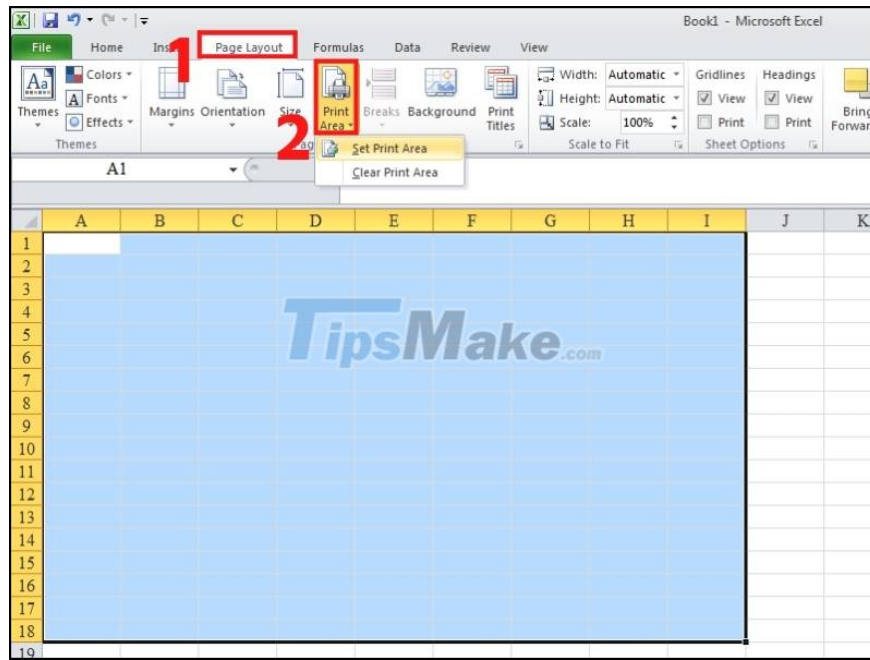 Book1 - Microsoft Excel
File Home Page Layout Formulas Data Review View
1
Colors
Fonts
Effects
Themes
Margins Orientation Size Print Area Breaks Background Print Titles
Width: Automatic
Height: Automatic
Scale: 100%
Gridlines Headings
View View
Print Print
Themes Scale to Fit Sheet Options
2
Set Print Area
Clear Print Area
A1
A B C D E F G H I J K
1
2
3
4
5
6
7
8
9
10
11
12
13
14
15
16
17
18
19
TipsMake.com